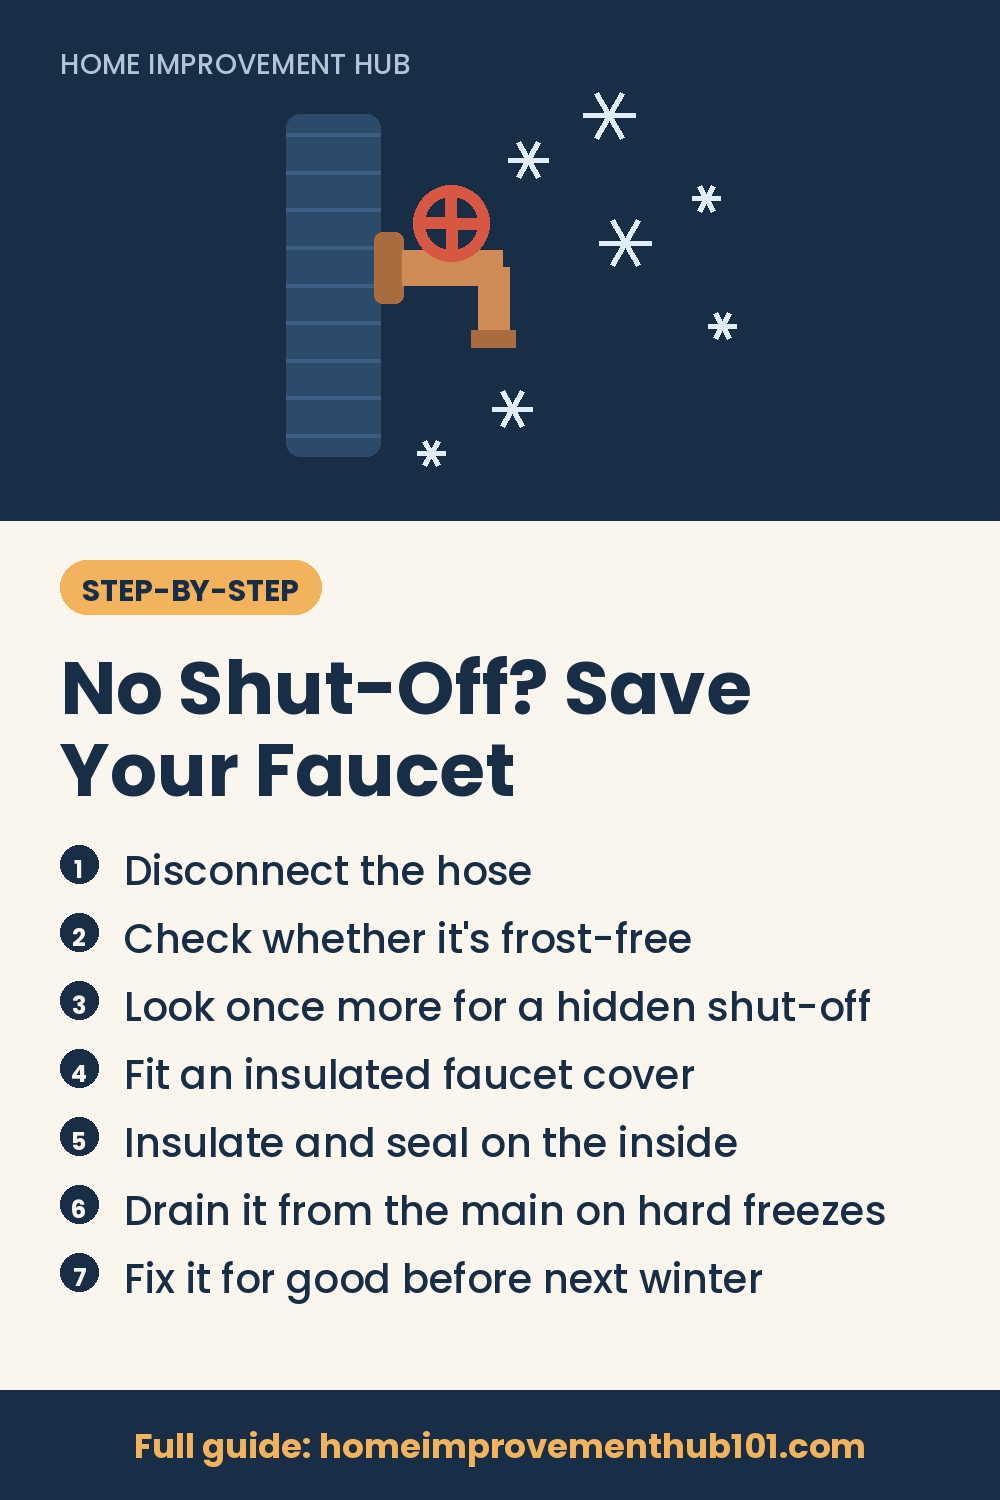 HOME IMPROVEMENT HUB
STEP-BY-STEP
No Shut-Off? Save
Your Faucet
1 Disconnect the hose
2 Check whether it's frost-free
3 Look once more for a hidden shut-off
4 Fit an insulated faucet cover
5 Insulate and seal on the inside
6 Drain it from the main on hard freezes
7 Fix it for good before next winter
Full guide: homeimprovementhub101.com